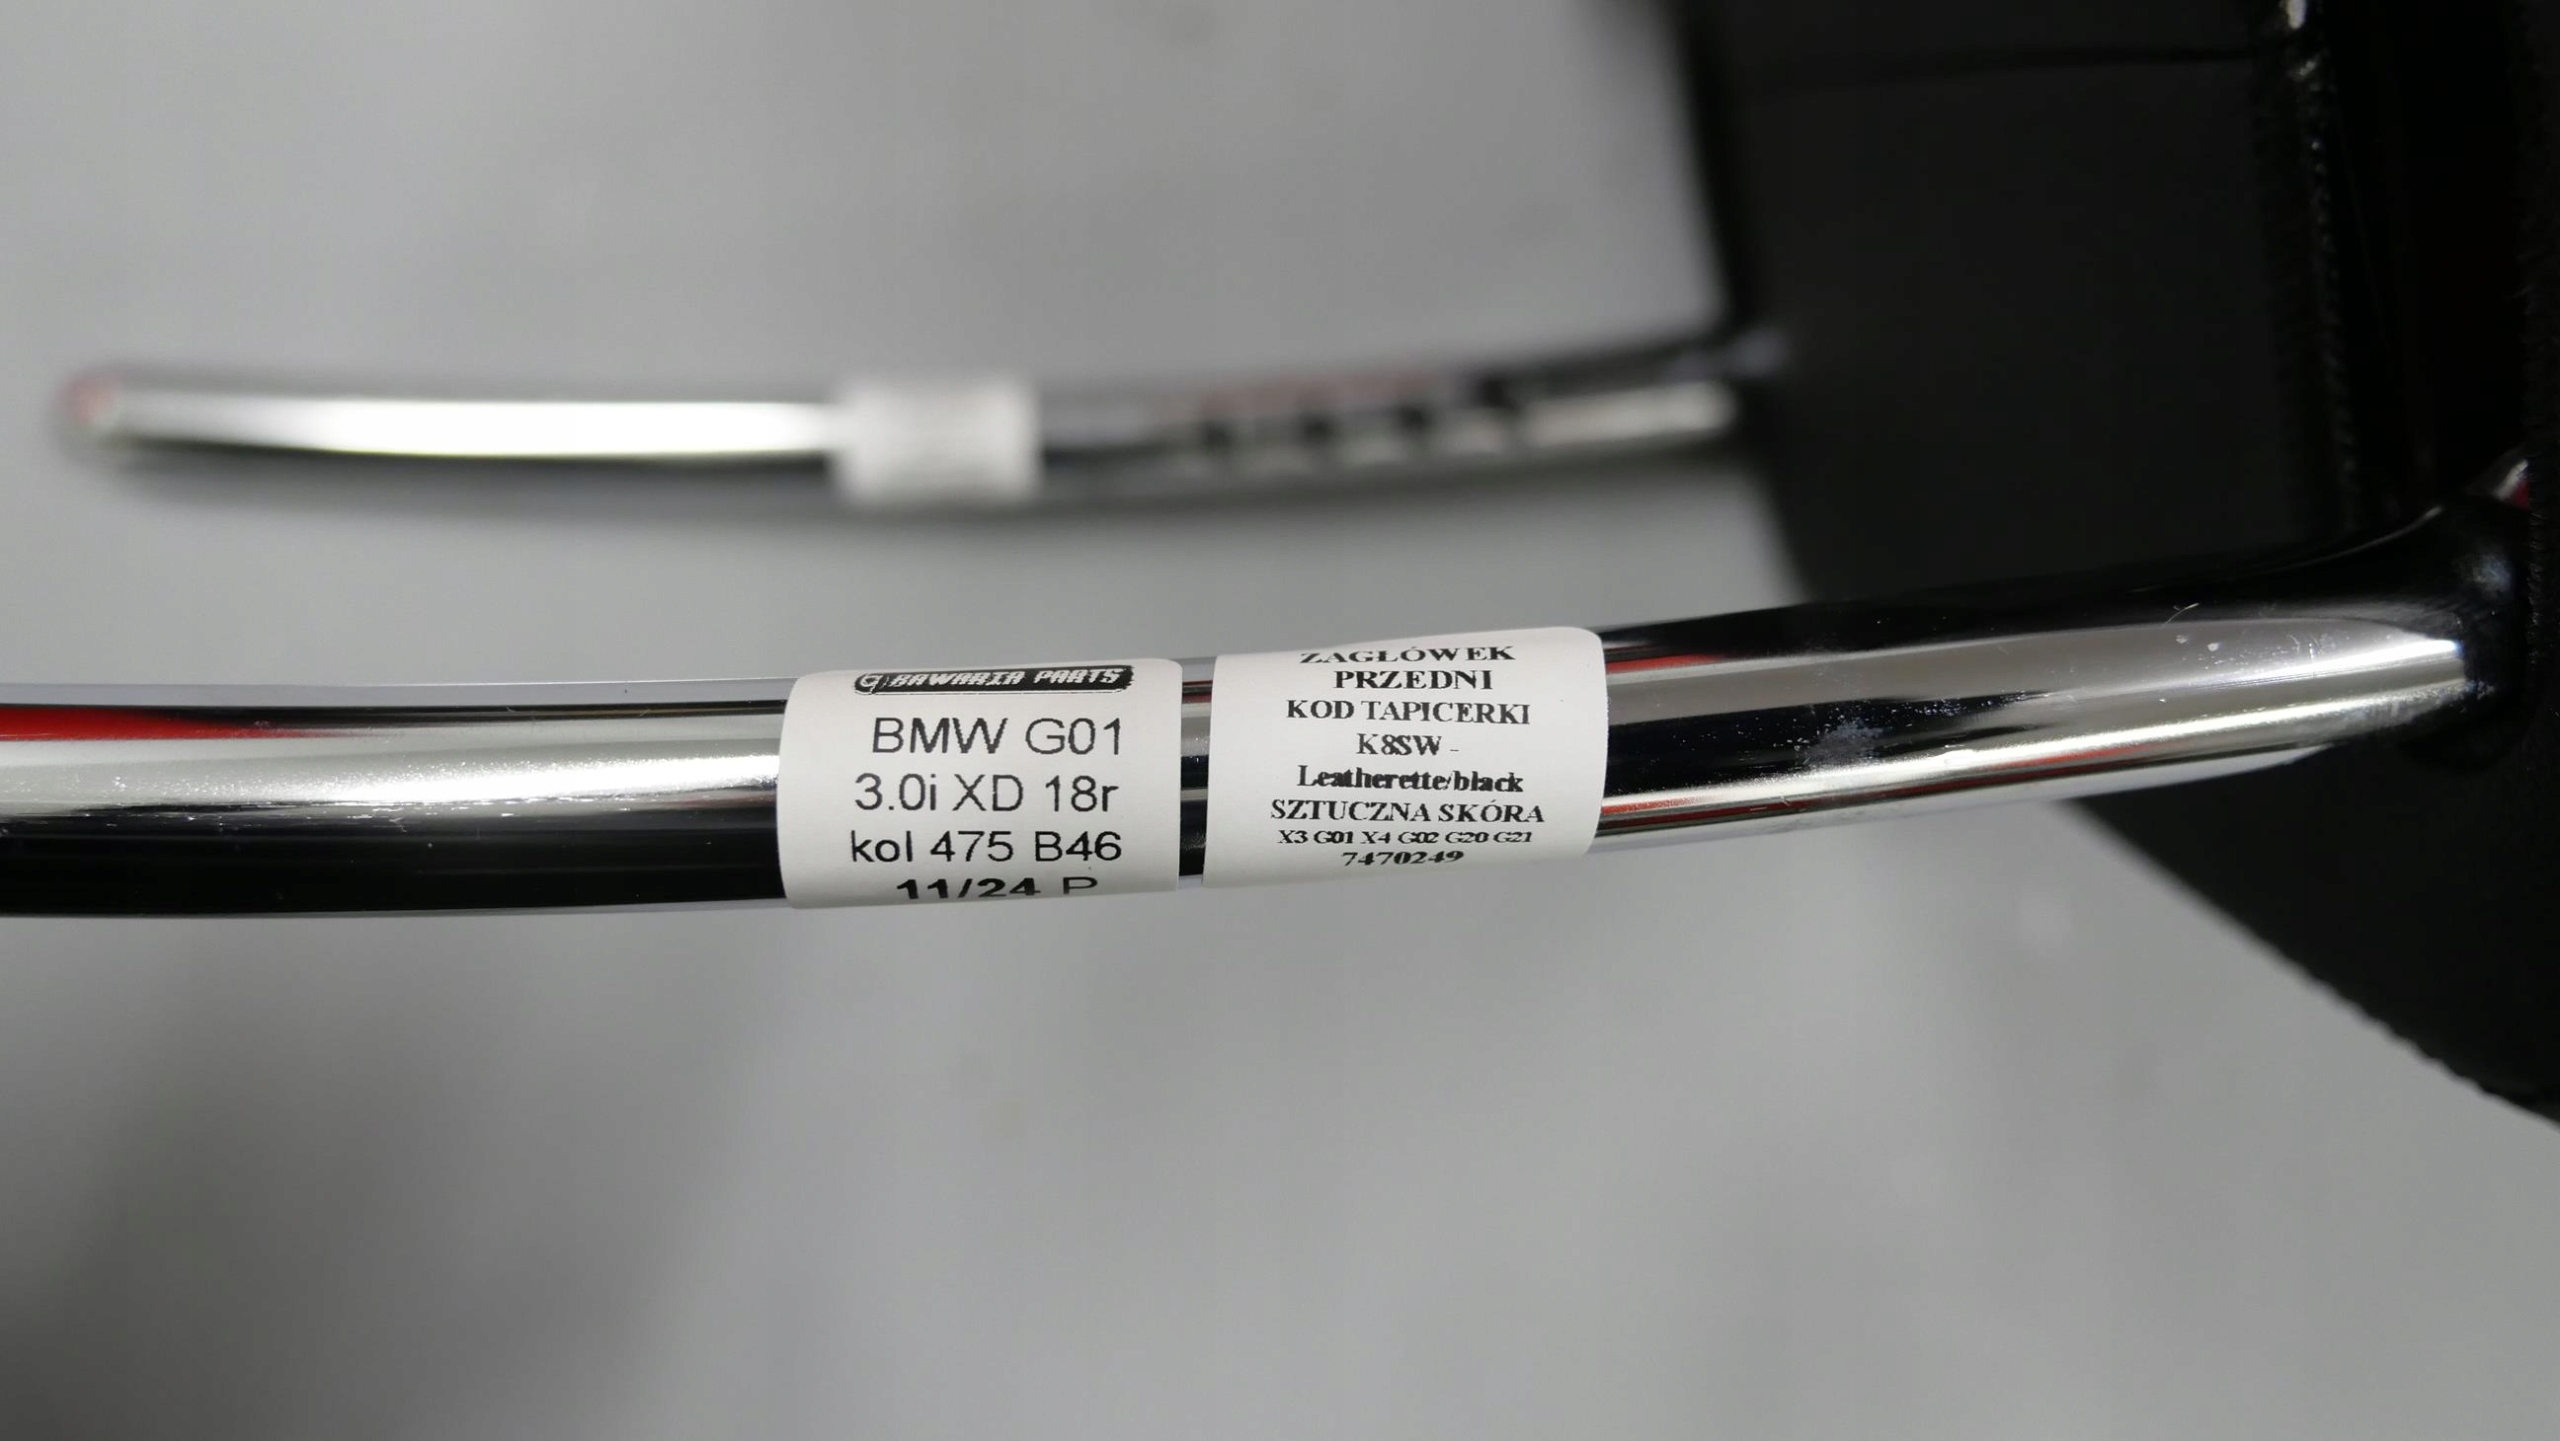 BAWARIA PARTS
BMW G01
3.0i XD 18r
kol 475 B46
11/24 P
ZAGŁÓWEK
PRZEDNI
KOD TAPICERKI
K8SW -
Leatherette/black
SZTUCZNA SKÓRA
X3 G01 X4 G02 G20 G21
7470249